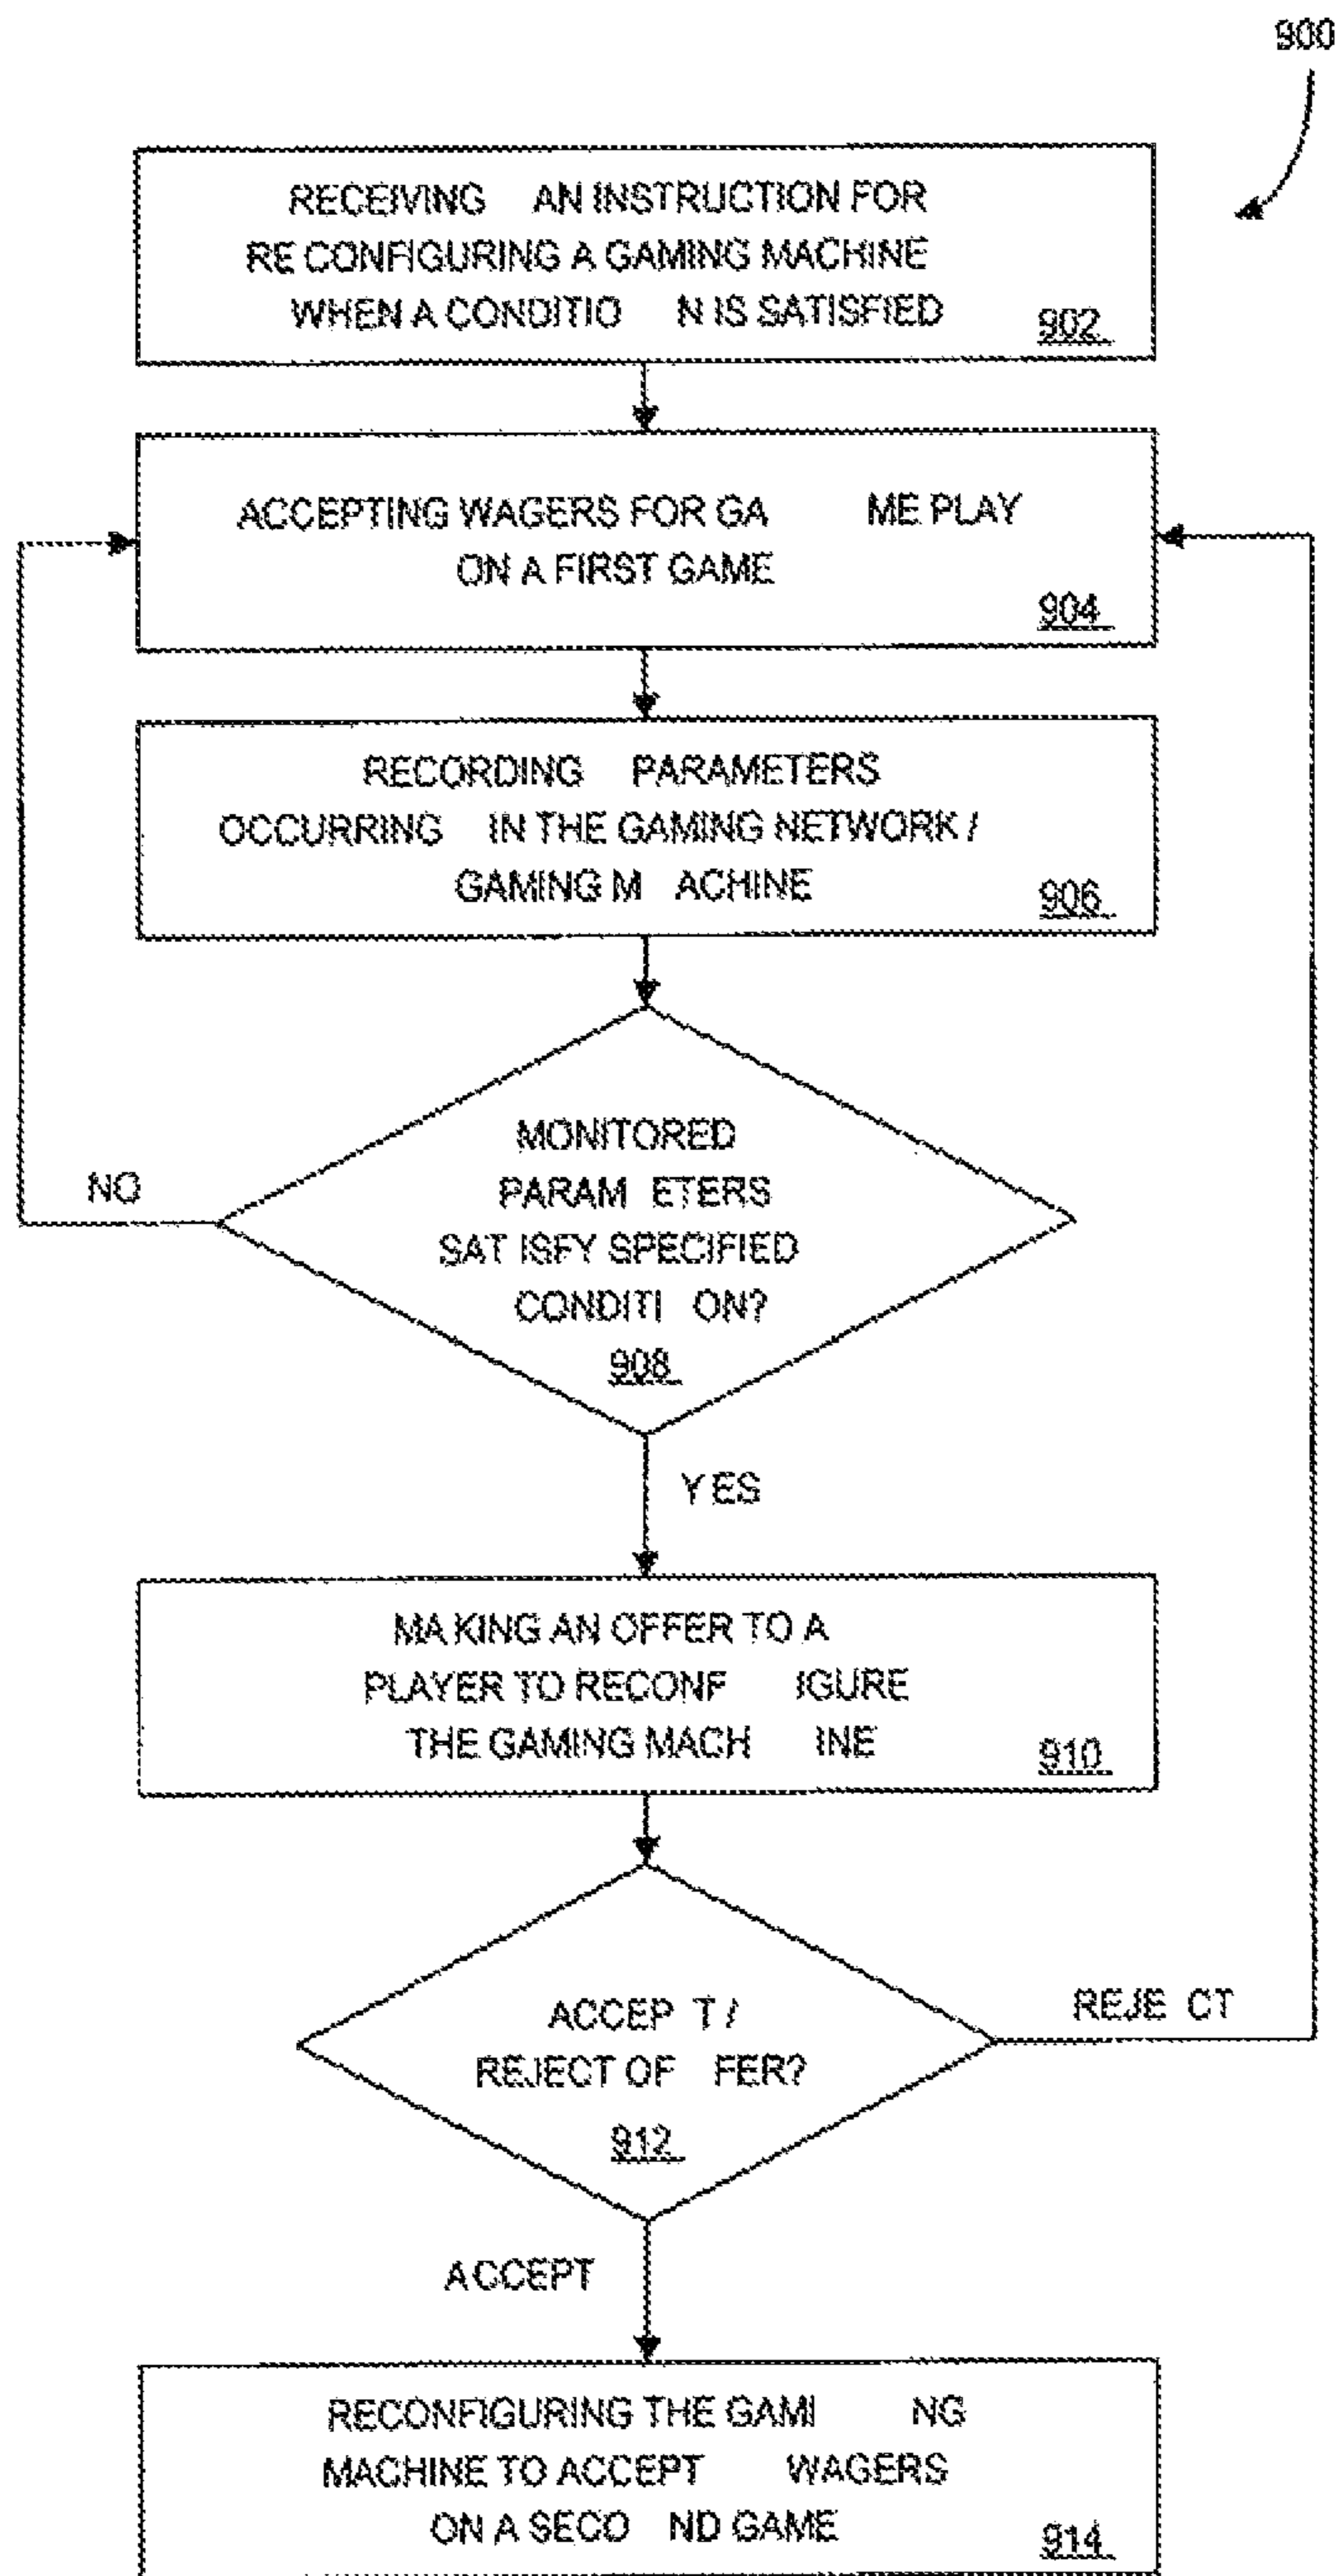 900
RECEIVING AN INSTRUCTION FOR
RE CONFIGURING A GAMING MACHINE
WHEN A CONDITIO N IS SATISFIED
902
ACCEPTING WAGERS FOR GA ME PLAY
ON A FIRST GAME
904
RECORDING PARAMETERS
OCCURRING IN THE GAMING NETWORK /
GAMING M ACHINE
906
MONITORED
PARAM ETERS
SAT ISFY SPECIFIED
CONDITI ON?
908
NO
YES
MA KING AN OFFER TO A
PLAYER TO RECONF IGURE
THE GAMING MACH INE
910
ACCEP T /
REJECT OF FER?
912
REJE CT
ACCEPT
RECONFIGURING THE GAMI NG
MACHINE TO ACCEPT WAGERS
ON A SECO ND GAME
914